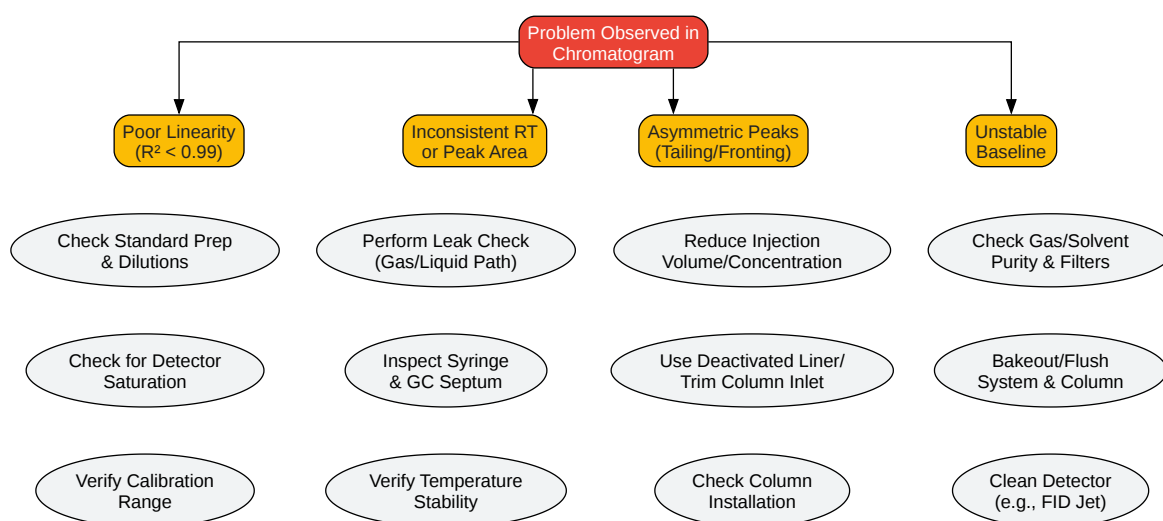 Problem Observed in
Chromatogram
Poor Linearity
(R² < 0.99)
Inconsistent RT
or Peak Area
Asymmetric Peaks
(Tailing/Fronting)
Unstable
Baseline
Check Standard Prep
& Dilutions
Perform Leak Check
(Gas/Liquid Path)
Reduce Injection
Volume/Concentration
Check Gas/Solvent
Purity & Filters
Check for Detector
Saturation
Inspect Syringe
& GC Septum
Use Deactivated Liner/
Trim Column Inlet
Bakeout/Flush
System & Column
Verify Calibration
Range
Verify Temperature
Stability
Check Column
Installation
Clean Detector
(e.g., FID Jet)